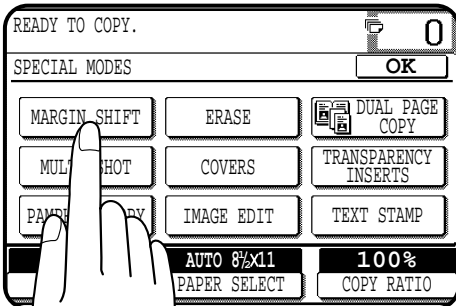 READY TO COPY.
0
SPECIAL MODES
OK
MARGIN SHIFT
ERASE
DUAL PAGE
COPY
COVERS
TRANSPARENCY
INSERTS
IMAGE EDIT
TEXT STAMP
AUTO 8½X11
100%
PAPER SELECT
COPY RATIO